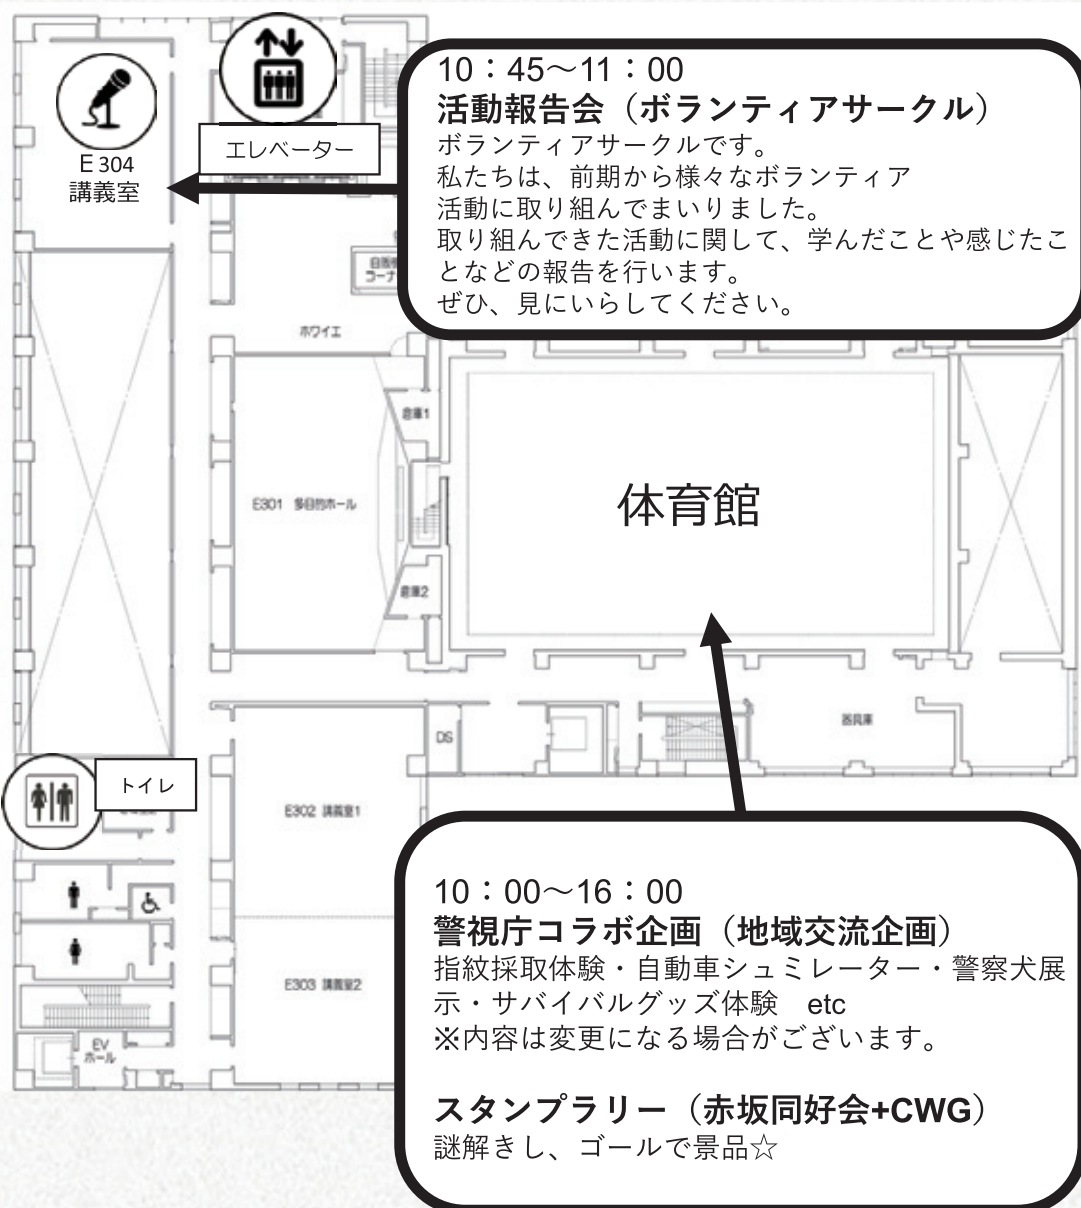 10：45～11：00
活動報告会（ボランティアサークル）
ボランティアサークルです。
私たちは、前期から様々なボランティア
活動に取り組んでまいりました。
取り組んできた活動に関して、学んだことや感じたこ
となどの報告を行います。
ぜひ、見にいらしてください。
エレベーター
E 304
講義室
ホワイエ
倉庫1
E301 多目的ホール
体育館
倉庫2
器具庫
DS
トイレ
E302 講義室1
E303 講義室2
EV
ホール
10：00～16：00
警視庁コラボ企画（地域交流企画）
指紋採取体験・自動車シュミレーター・警察犬展
示・サバイバルグッズ体験　etc
※内容は変更になる場合がございます。
スタンプラリー（赤坂同好会+CWG）
謎解きし、ゴールで景品☆